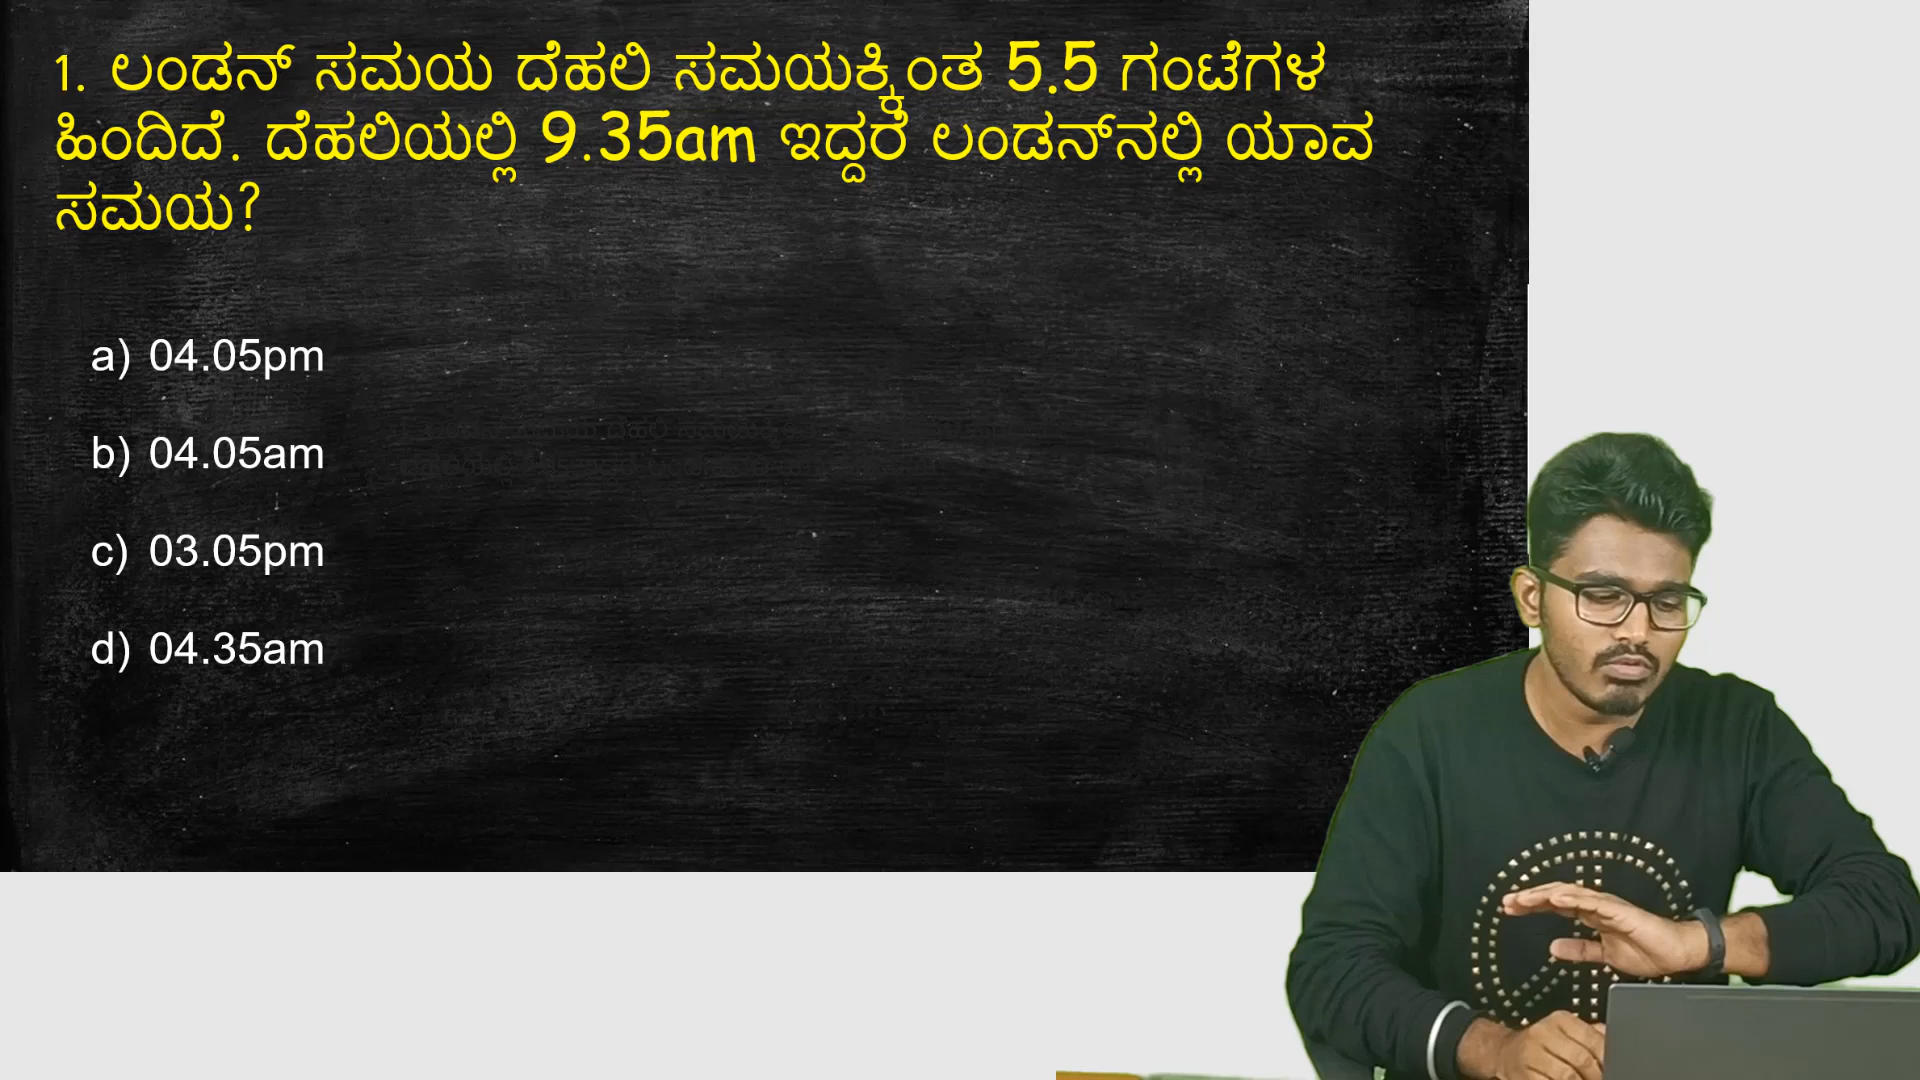 1. ಲಂಡನ್ ಸಮಯ ದೆಹಲಿ ಸಮಯಕ್ಕಿಂತ 5.5 ಗಂಟೆಗಳ
ಹಿಂದಿದೆ. ದೆಹಲಿಯಲ್ಲಿ 9.35am ಇದ್ದರೆ ಲಂಡನ್‌ನಲ್ಲಿ ಯಾವ
ಸಮಯ?
a) 04.05pm
b) 04.05am
c) 03.05pm
d) 04.35am